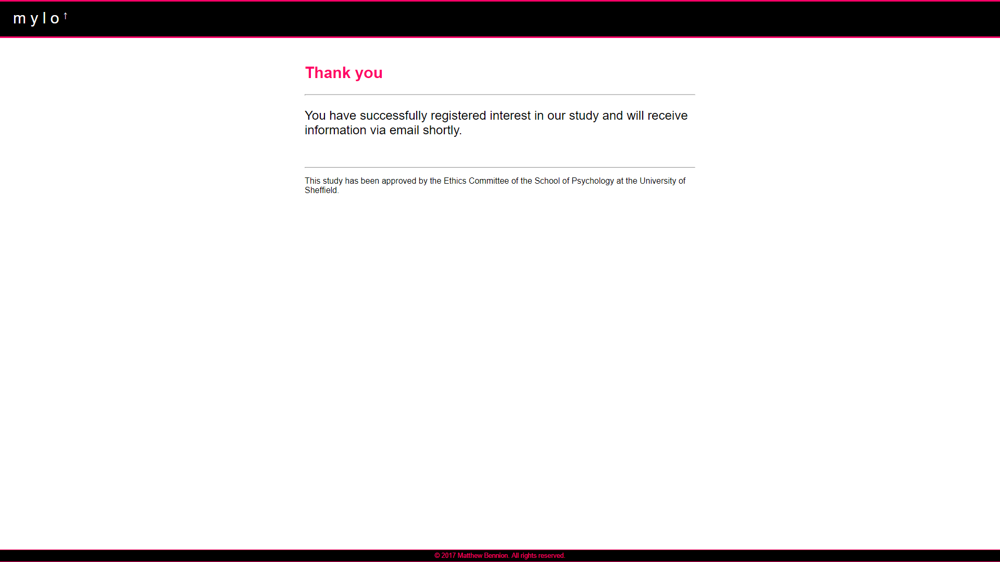 mylo↑
Thank you
You have successfully registered interest in our study and will receive
information via email shortly.
This study has been approved by the Ethics Committee of the School of Psychology at the University of
Sheffield.
© 2017 Matthew Bennion. All rights reserved.